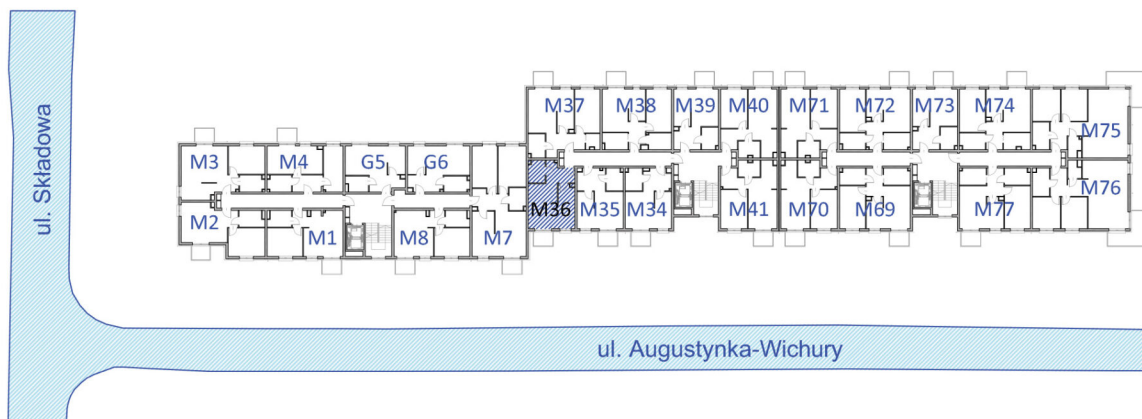 ul. Składowa
M37 M38 M39 M40 M71 M72 M73 M74 M75
M3 M4 G5 G6
M36 M35 M34 M41 M70 M69 M77 M76
M2 M1 M8 M7
ul. Augustynka-Wichury